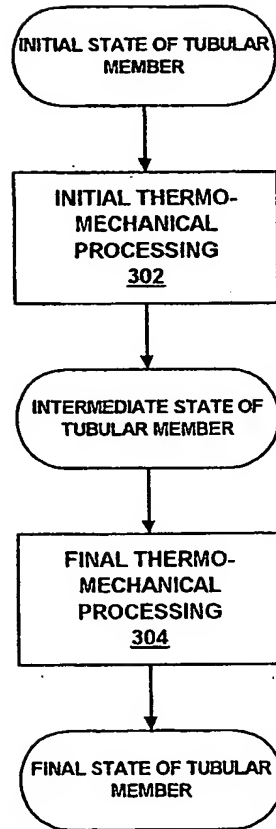 INITIAL STATE OF TUBULAR
MEMBER
INITIAL THERMO-
MECHANICAL
PROCESSING
302
INTERMEDIATE STATE OF
TUBULAR MEMBER
FINAL THERMO-
MECHANICAL
PROCESSING
304
FINAL STATE OF TUBULAR
MEMBER